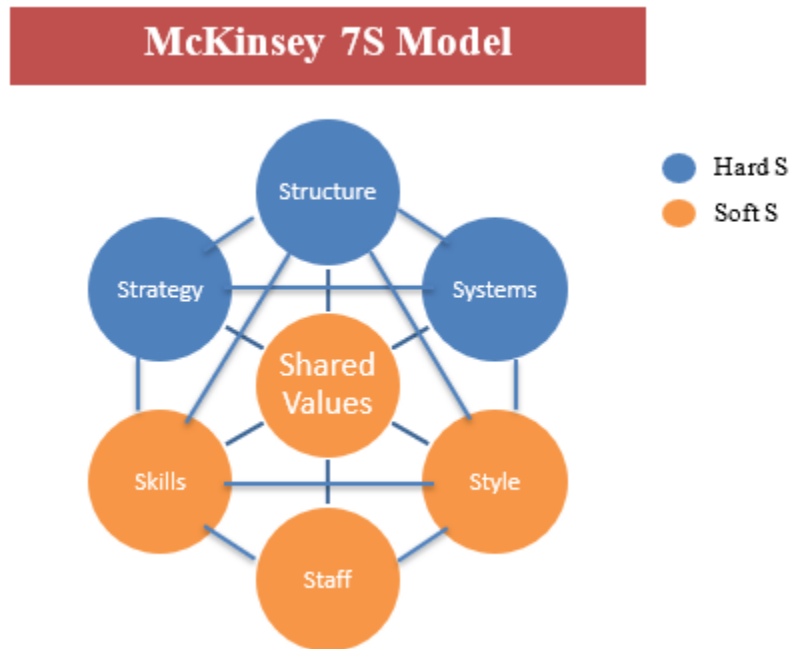 McKinsey 7S Model
Structure
Hard S
Soft S
Strategy
Systems
Shared
Values
Skills
Style
Staff